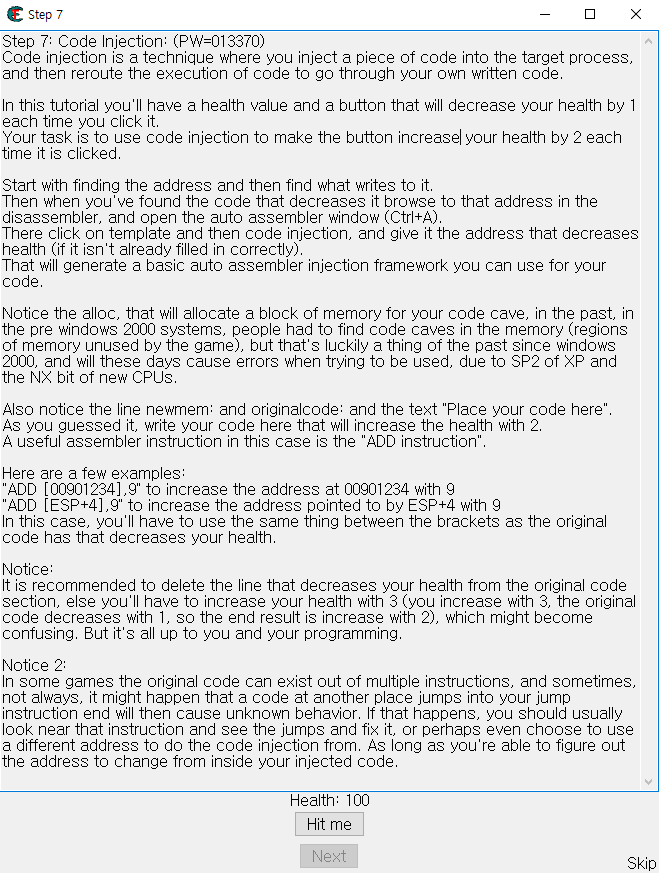 Step 7
Step 7: Code Injection: (PW=013370)
Code injection is a technique where you inject a piece of code into the target process,
and then reroute the execution of code to go through your own written code.
In this tutorial you'll have a health value and a button that will decrease your health by 1
each time you click it.
Your task is to use code injection to make the button increase your health by 2 each
time it is clicked.
Start with finding the address and then find what writes to it.
Then when you've found the code that decreases it browse to that address in the
disassembler, and open the auto assembler window (Ctrl+A).
There click on template and then code injection, and give it the address that decreases
health (if it isn't already filled in correctly).
That will generate a basic auto assembler injection framework you can use for your
code.
Notice the alloc, that will allocate a block of memory for your code cave, in the past, in
the pre windows 2000 systems, people had to find code caves in the memory (regions
of memory unused by the game), but that's luckily a thing of the past since windows
2000, and will these days cause errors when trying to be used, due to SP2 of XP and
the NX bit of new CPUs.
Also notice the line newmem: and originalcode: and the text "Place your code here".
As you guessed it, write your code here that will increase the health with 2.
A useful assembler instruction in this case is the "ADD instruction".
Here are a few examples:
"ADD [00901234],9" to increase the address at 00901234 with 9
"ADD [ESP+4],9" to increase the address pointed to by ESP+4 with 9
In this case, you'll have to use the same thing between the brackets as the original
code has that decreases your health.
Notice:
It is recommended to delete the line that decreases your health from the original code
section, else you'll have to increase your health with 3 (you increase with 3, the original
code decreases with 1, so the end result is increase with 2), which might become
confusing. But it's all up to you and your programming.
Notice 2:
In some games the original code can exist out of multiple instructions, and sometimes,
not always, it might happen that a code at another place jumps into your jump
instruction end will then cause unknown behavior. If that happens, you should usually
look near that instruction and see the jumps and fix it, or perhaps even choose to use
a different address to do the code injection from. As long as you're able to figure out
the address to change from inside your injected code.
Health: 100
Hit me
Next
Skip